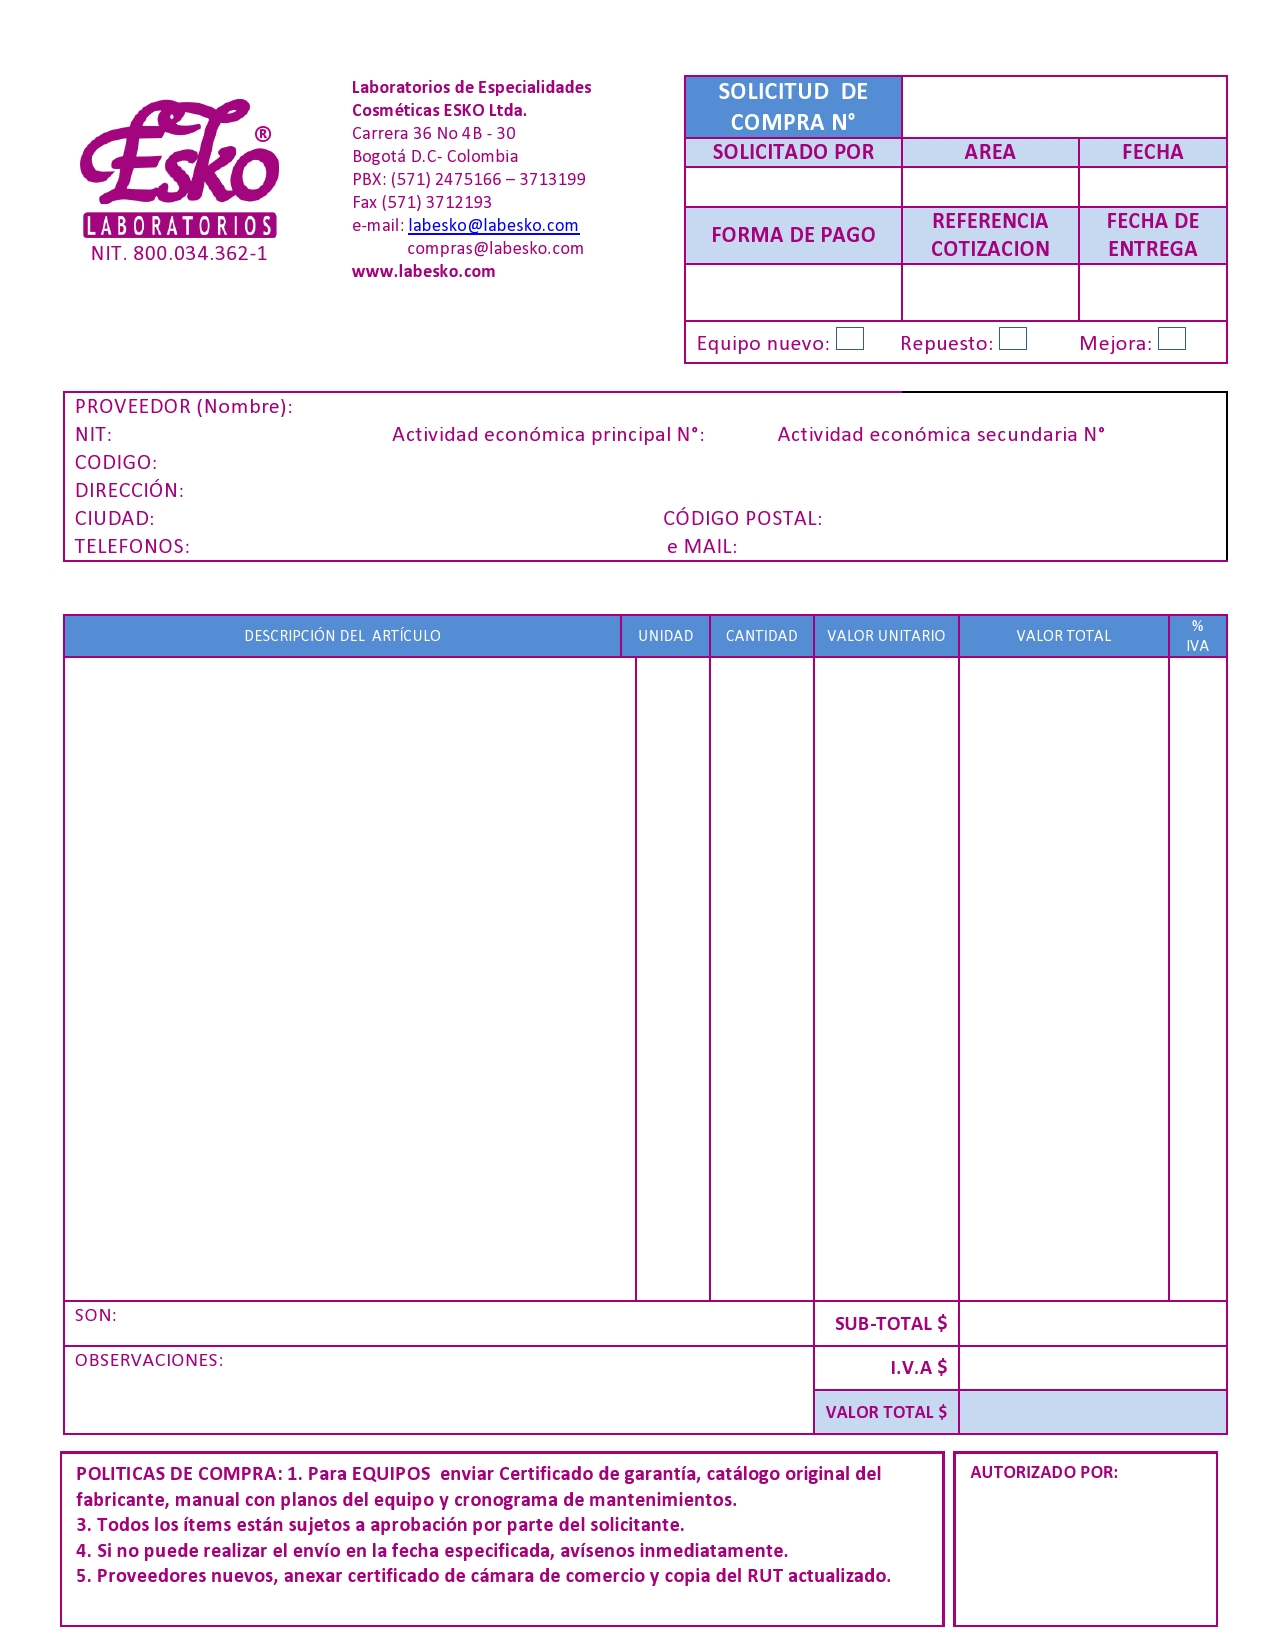 Esko ®
LABORATORIOS
NIT. 800.034.362-1
Laboratorios de Especialidades
Cosméticas ESKO Ltda.
Carrera 36 No 4B - 30
Bogotá D.C- Colombia
PBX: (571) 2475166 – 3713199
Fax (571) 3712193
e-mail: labesko@labesko.com
compras@labesko.com
www.labesko.com
SOLICITUD DE
COMPRA N°
SOLICITADO POR AREA FECHA
FORMA DE PAGO REFERENCIA COTIZACION FECHA DE ENTREGA
Equipo nuevo: Repuesto: Mejora:
PROVEEDOR (Nombre):
NIT: Actividad económica principal N°: Actividad económica secundaria N°
CODIGO:
DIRECCIÓN:
CIUDAD: CÓDIGO POSTAL:
TELEFONOS: e MAIL:
DESCRIPCIÓN DEL ARTÍCULO UNIDAD CANTIDAD VALOR UNITARIO VALOR TOTAL % IVA
SON:
SUB-TOTAL $
OBSERVACIONES:
I.V.A $
VALOR TOTAL $
POLITICAS DE COMPRA: 1. Para EQUIPOS enviar Certificado de garantía, catálogo original del
fabricante, manual con planos del equipo y cronograma de mantenimientos.
3. Todos los ítems están sujetos a aprobación por parte del solicitante.
4. Si no puede realizar el envío en la fecha especificada, avísenos inmediatamente.
5. Proveedores nuevos, anexar certificado de cámara de comercio y copia del RUT actualizado.
AUTORIZADO POR: